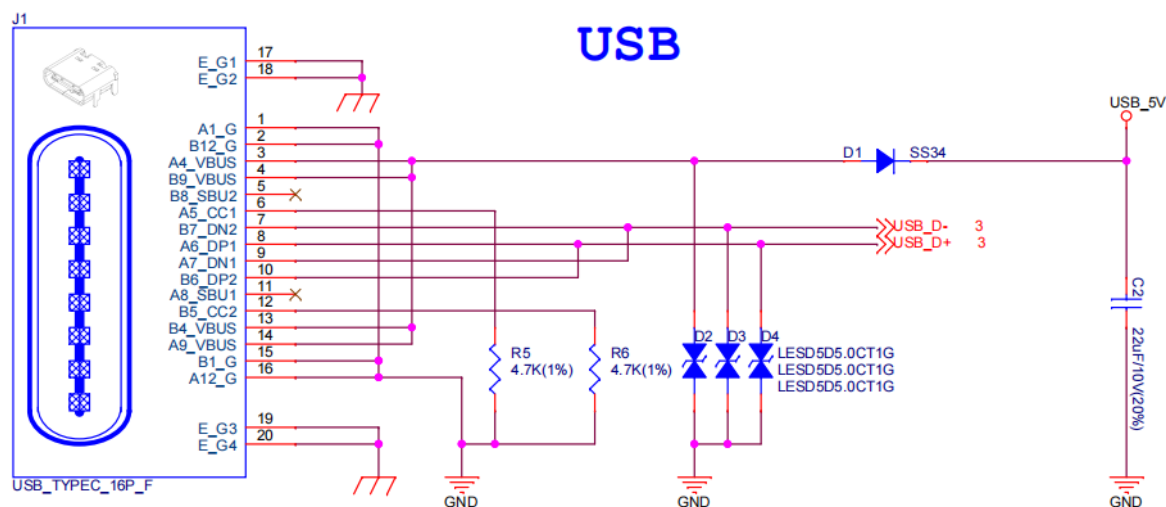 USB
J1
E_G1 17
E_G2 18
A1_G 1
B12_G 2
A4_VBUS 3
B9_VBUS 4
B8_SBU2 5
A5_CC1 6
B7_DN2 7
A6_DP1 8
A7_DN1 9
B6_DP2 10
A8_SBU1 11
B5_CC2 12
B4_VBUS 13
A9_VBUS 14
B1_G 15
A12_G 16
E_G3 19
E_G4 20
USB_TYPEC_16P_F
R5
4.7K(1%)
R6
4.7K(1%)
GND
D1 SS34
USB_5V
USB_D- 3
USB_D+ 3
D2 D3 D4
LESD5D5.0CT1G
LESD5D5.0CT1G
LESD5D5.0CT1G
GND
C2
22uF/10V(20%)
GND